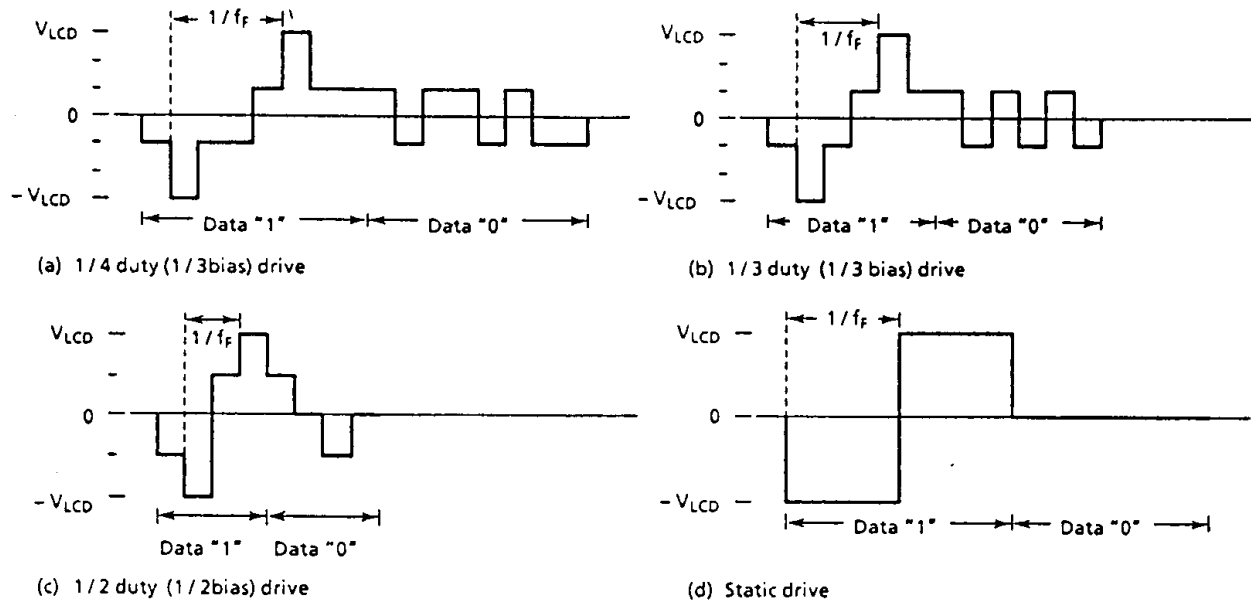 V_LCD
0
– V_LCD
1 / f_F
Data "1"
Data "0"
(a) 1 / 4 duty (1 / 3bias) drive
V_LCD
0
– V_LCD
1 / f_F
Data "1"
Data "0"
(b) 1 / 3 duty (1 / 3 bias) drive
V_LCD
0
– V_LCD
1 / f_F
Data "1"
Data "0"
(c) 1 / 2 duty (1 / 2bias) drive
V_LCD
0
– V_LCD
1 / f_F
Data "1"
Data "0"
(d) Static drive